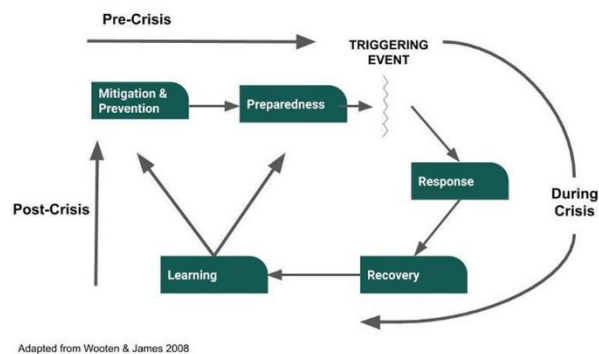 Pre-Crisis
TRIGGERING
EVENT
Mitigation &
Prevention
Preparedness
Response
During
Crisis
Post-Crisis
Learning
Recovery
Adapted from Wooten & James 2008